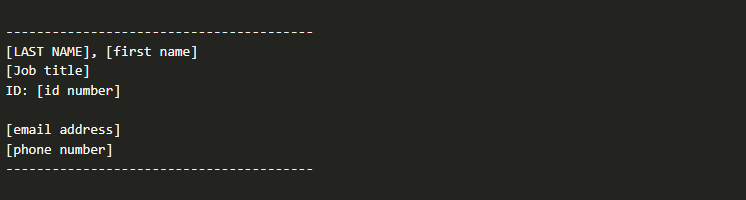 ----------------------------------------
[LAST NAME], [first name]
[Job title]
ID: [id number]

[email address]
[phone number]
----------------------------------------